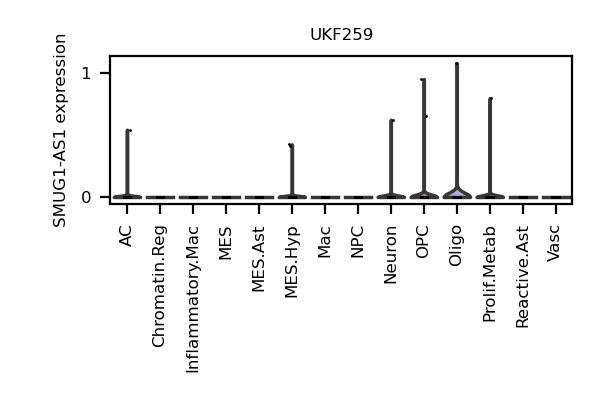 UKF259
SMUG1-AS1 expression
1
0
AC
Chromatin.Reg
Inflammatory.Mac
MES
MES.Ast
MES.Hyp
Mac
NPC
Neuron
OPC
Oligo
Prolif.Metab
Reactive.Ast
Vasc